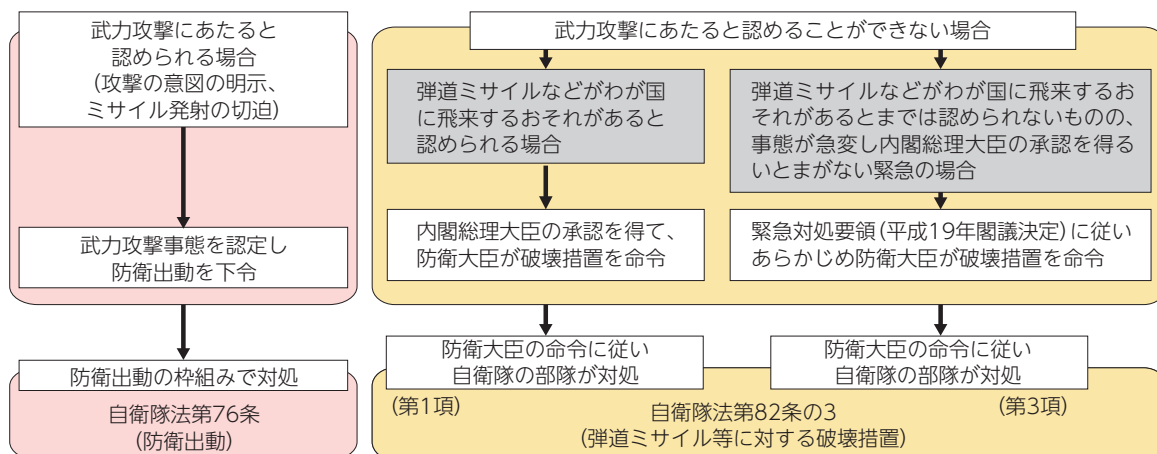 武力攻撃にあたると
認められる場合
(攻撃の意図の明示、
ミサイル発射の切迫)
武力攻撃事態を認定し
防衛出動を下令
防衛出動の枠組みで対処
自衛隊法第76条
(防衛出動)
武力攻撃にあたると認めることができない場合
弾道ミサイルなどがわが国
に飛来するおそれがあると
認められる場合
内閣総理大臣の承認を得て、
防衛大臣が破壊措置を命令
防衛大臣の命令に従い
自衛隊の部隊が対処
(第1項)
弾道ミサイルなどがわが国に飛来するお
それがあるとまでは認められないものの、
事態が急変し内閣総理大臣の承認を得る
いとまがない緊急の場合
緊急対処要領(平成19年閣議決定)に従い
あらかじめ防衛大臣が破壊措置を命令
防衛大臣の命令に従い
自衛隊の部隊が対処
(第3項)
自衛隊法第82条の3
(弾道ミサイル等に対する破壊措置)